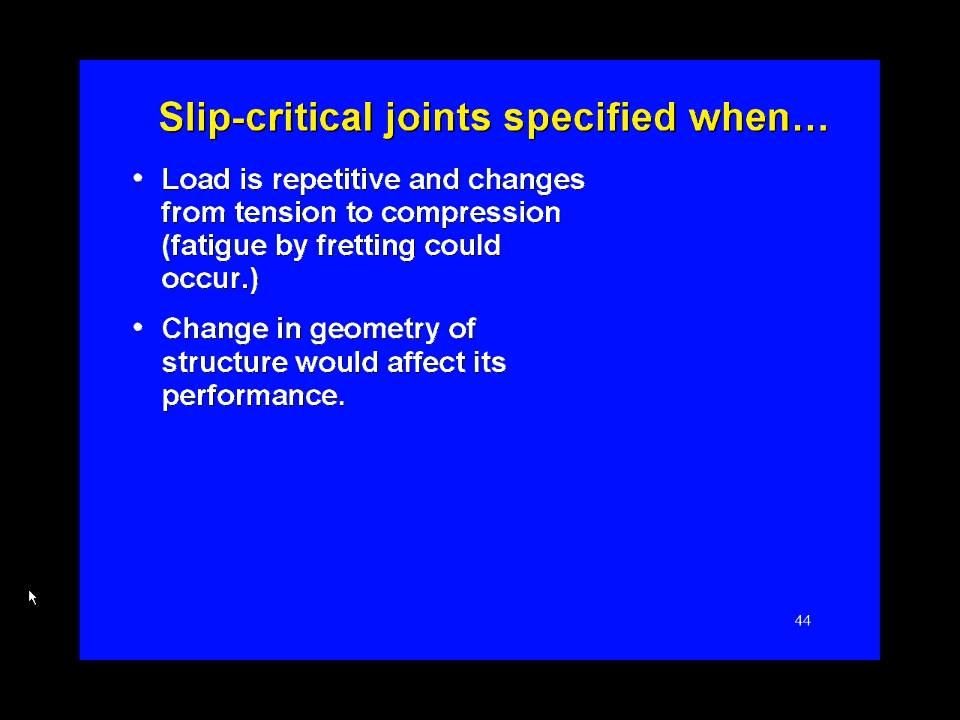 Slip-critical joints specified when…
• Load is repetitive and changes
from tension to compression
(fatigue by fretting could
occur.)
• Change in geometry of
structure would affect its
performance.
44